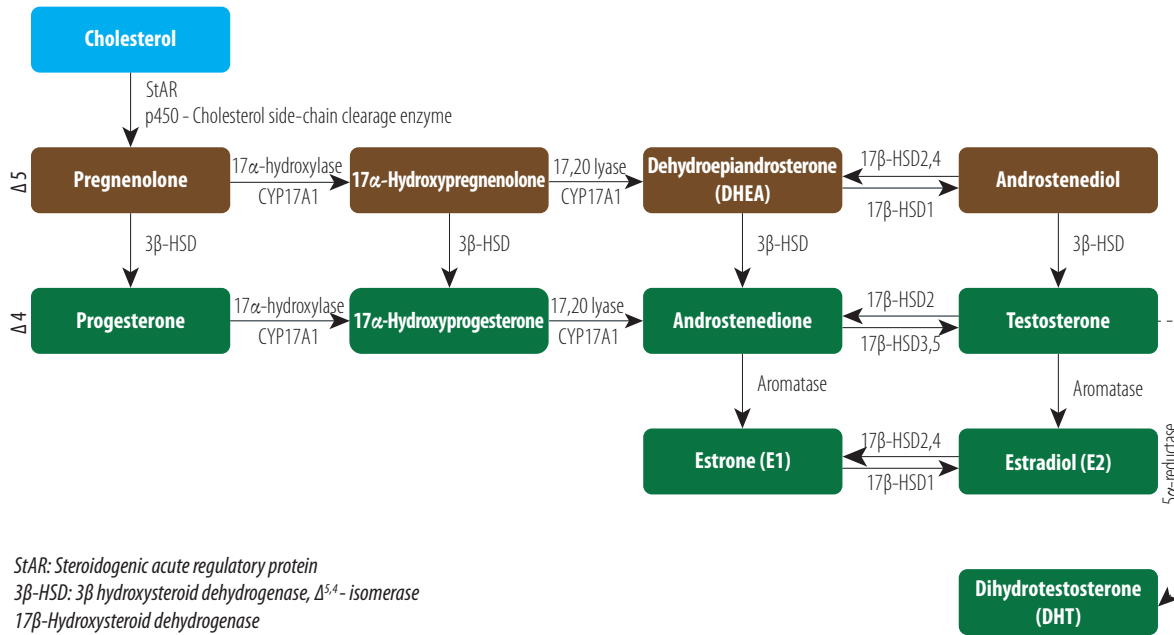 Cholesterol
StAR
p450 - Cholesterol side-chain clearage enzyme
Δ 5
Pregnenolone
17α-hydroxylase
CYP17A1
17α-Hydroxypregnenolone
17,20 lyase
CYP17A1
Dehydroepiandrosterone
(DHEA)
17β-HSD2,4
17β-HSD1
Androstenediol
3β-HSD
3β-HSD
3β-HSD
3β-HSD
Δ 4
Progesterone
17α-hydroxylase
CYP17A1
17α-Hydroxyprogesterone
17,20 lyase
CYP17A1
Androstenedione
17β-HSD2
17β-HSD3,5
Testosterone
Aromatase
Aromatase
Estrone (E1)
17β-HSD2,4
17β-HSD1
Estradiol (E2)
5α-reductase
StAR: Steroidogenic acute regulatory protein
3β-HSD: 3β hydroxysteroid dehydrogenase, Δ⁵,⁴ - isomerase
17β-Hydroxysteroid dehydrogenase
Dihydrotestosterone
(DHT)